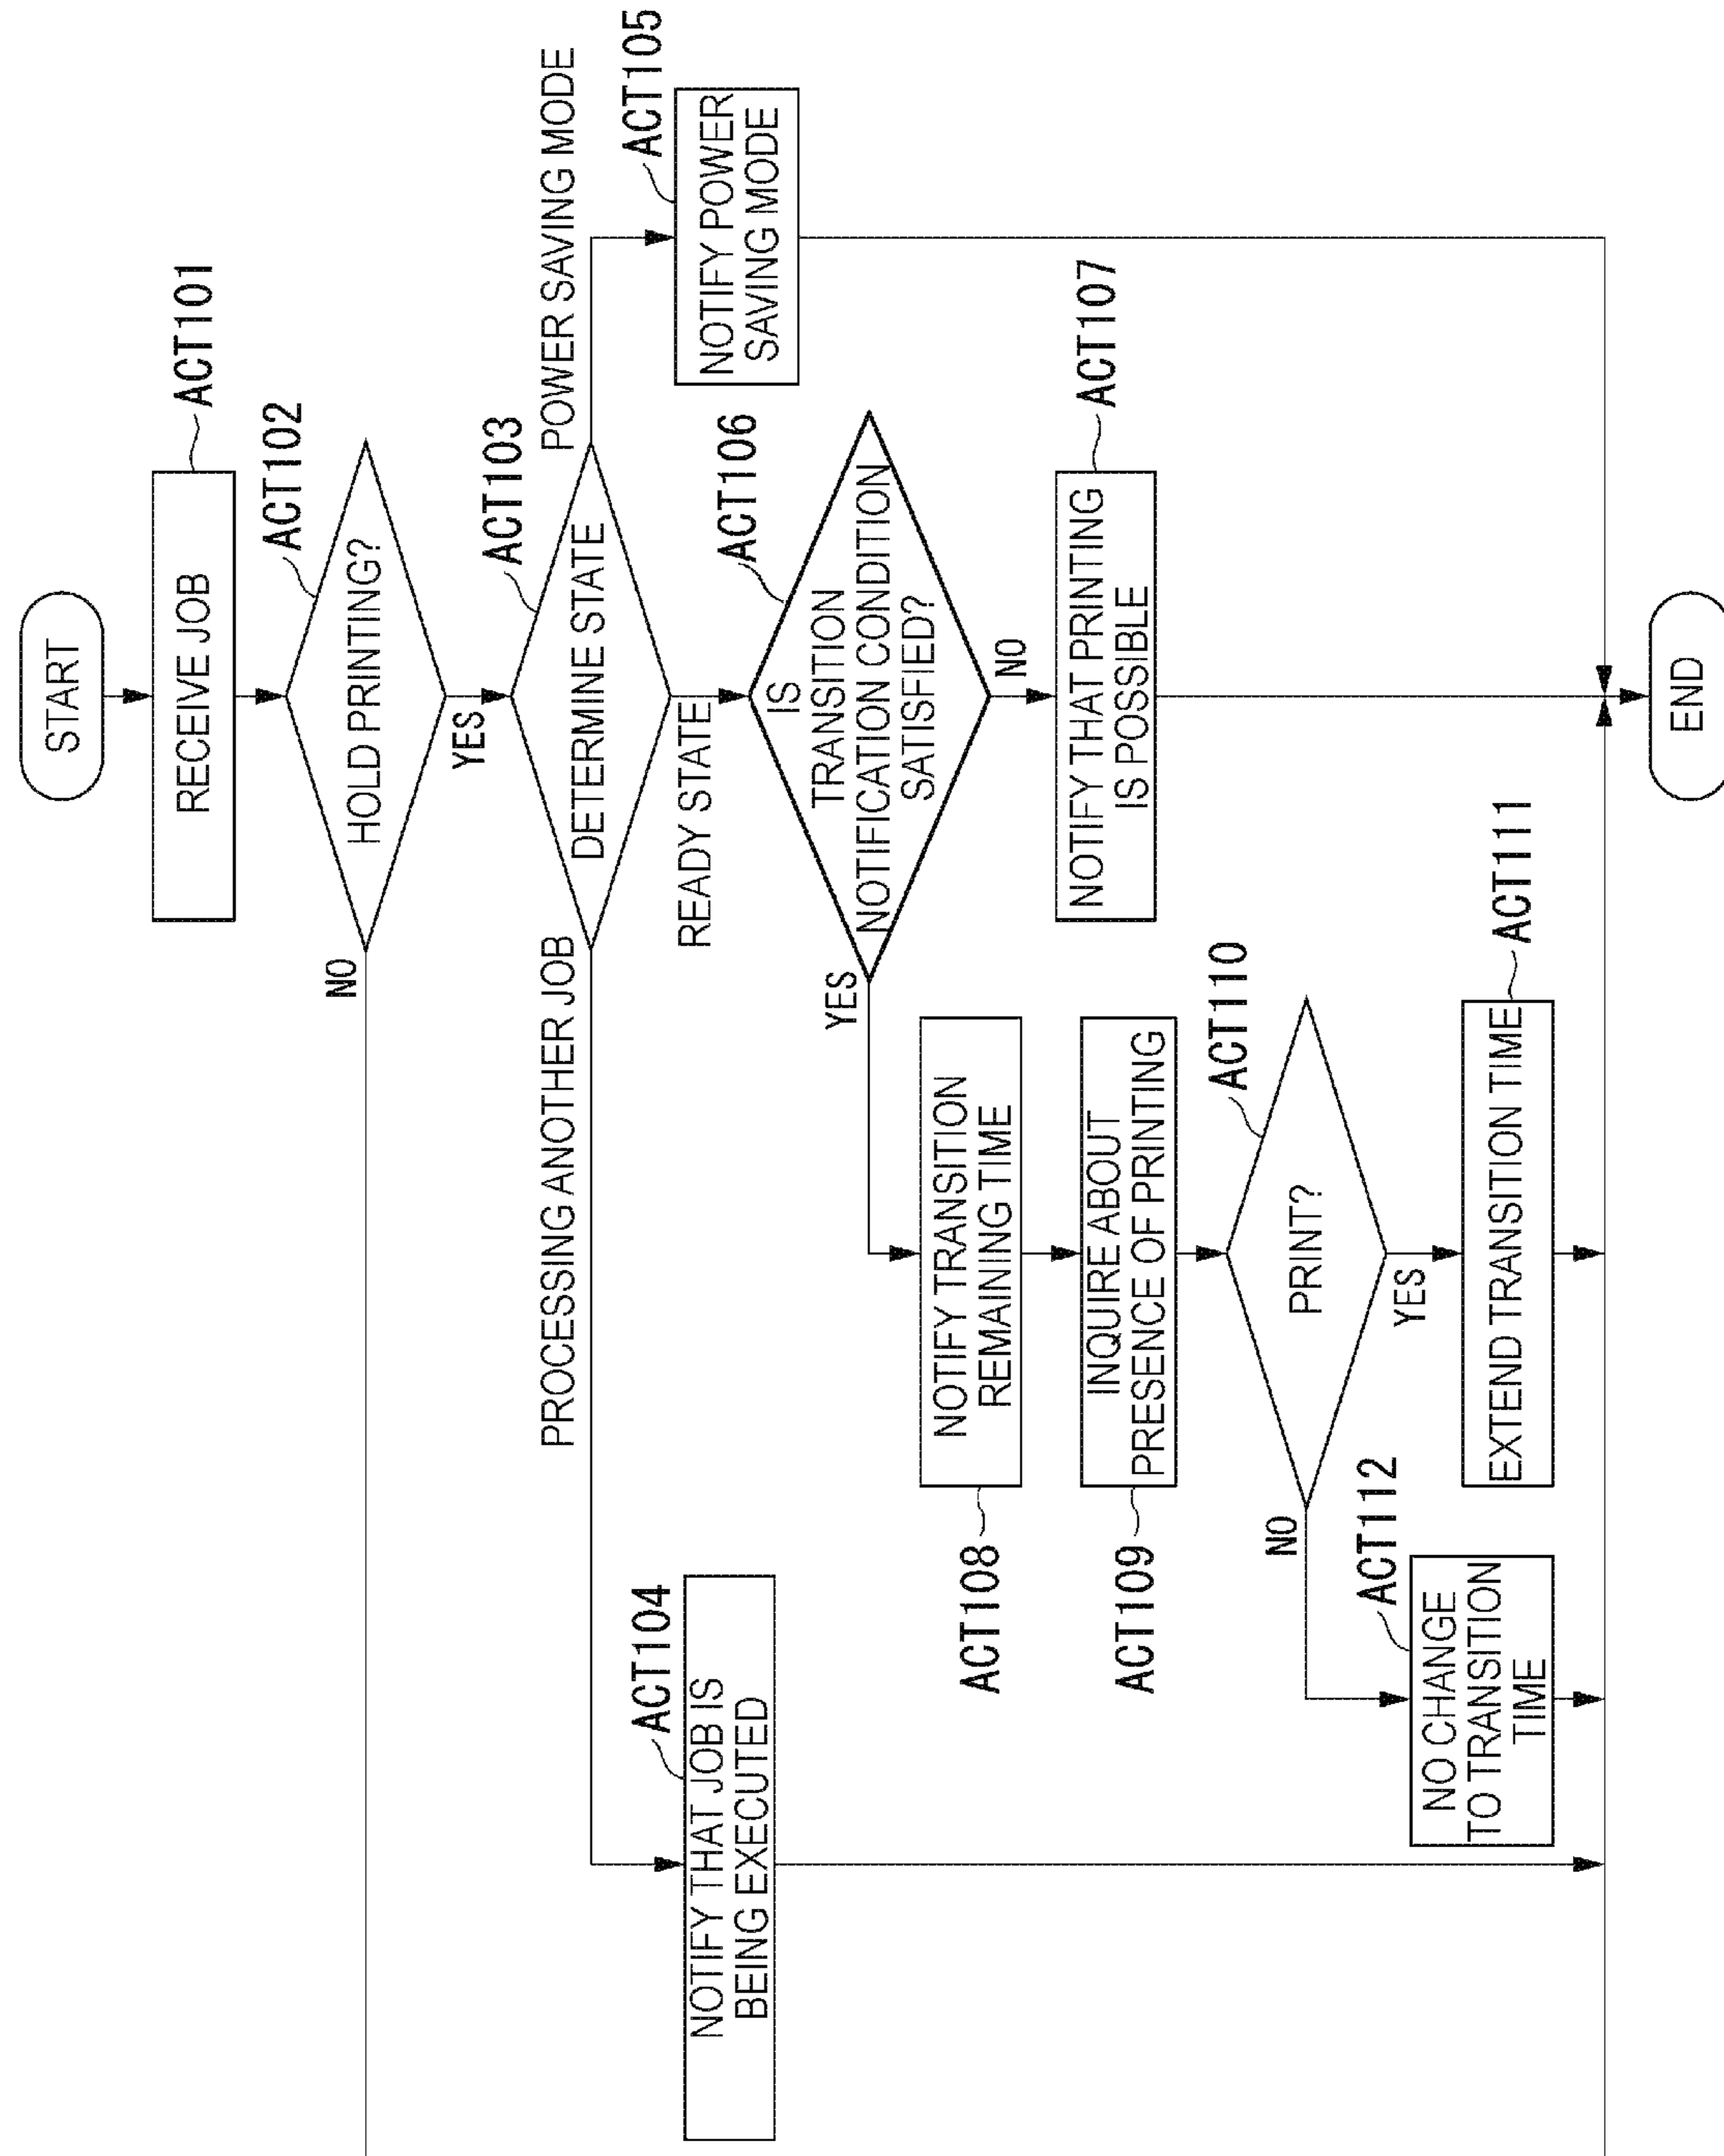 START
RECEIVE JOB
ACT101
HOLD PRINTING?
ACT102
NO
YES
DETERMINE STATE
ACT103
PROCESSING ANOTHER JOB
READY STATE
POWER SAVING MODE
NOTIFY THAT JOB IS
BEING EXECUTED
ACT104
NOTIFY POWER
SAVING MODE
ACT105
IS
TRANSITION
NOTIFICATION CONDITION
SATISFIED?
ACT106
YES
NO
NOTIFY THAT PRINTING
IS POSSIBLE
ACT107
NOTIFY TRANSITION
REMAINING TIME
ACT108
INQUIRE ABOUT
PRESENCE OF PRINTING
ACT109
PRINT?
ACT110
NO
YES
EXTEND TRANSITION TIME
ACT111
NO CHANGE
TO TRANSITION
TIME
ACT112
END